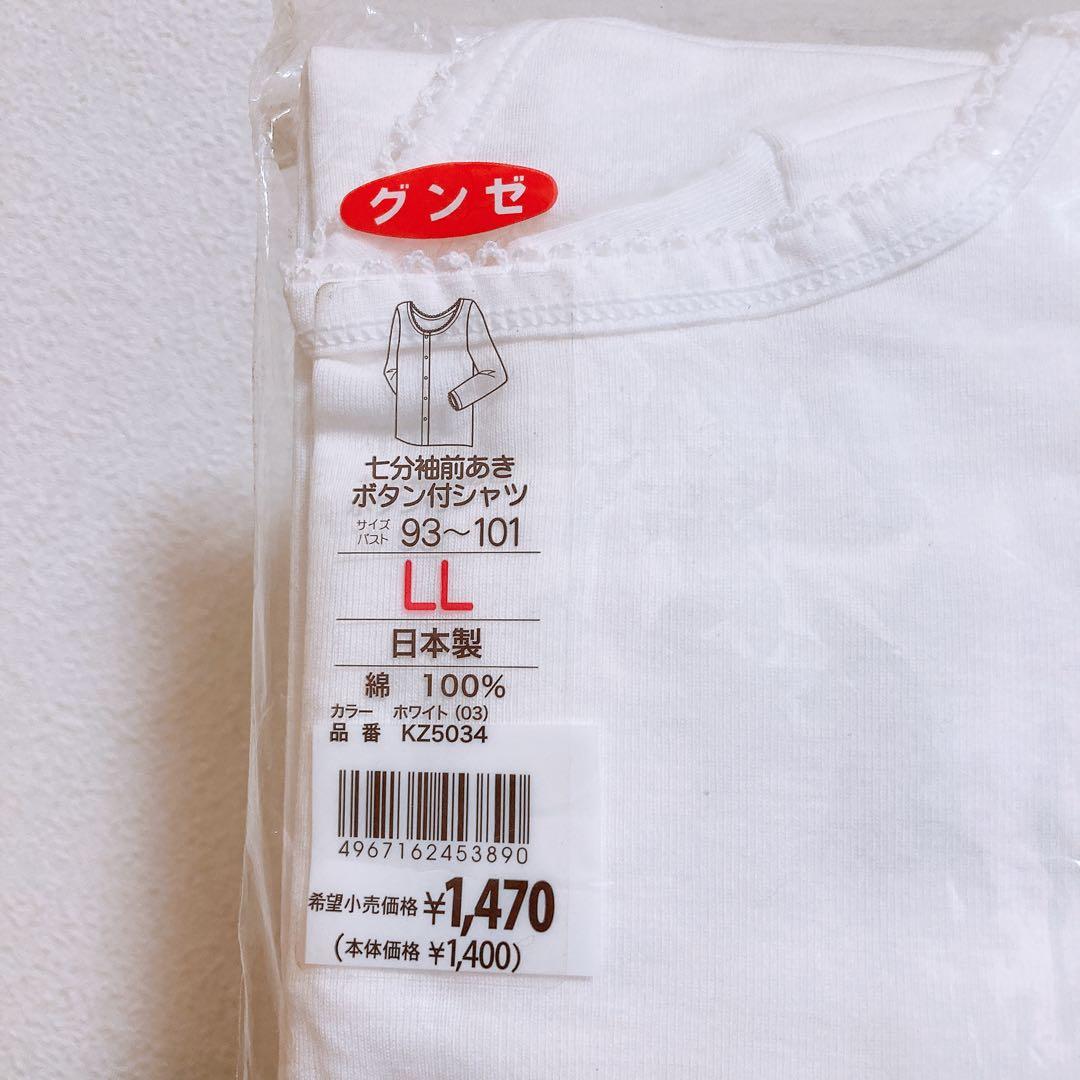 グンゼ
七分袖前あき
ボタン付シャツ
サイズ
バスト 93〜101
LL
日本製
綿 100%
カラー ホワイト(03)
品番 KZ5034
4967162453890
希望小売価格 ¥1,470
(本体価格 ¥1,400)